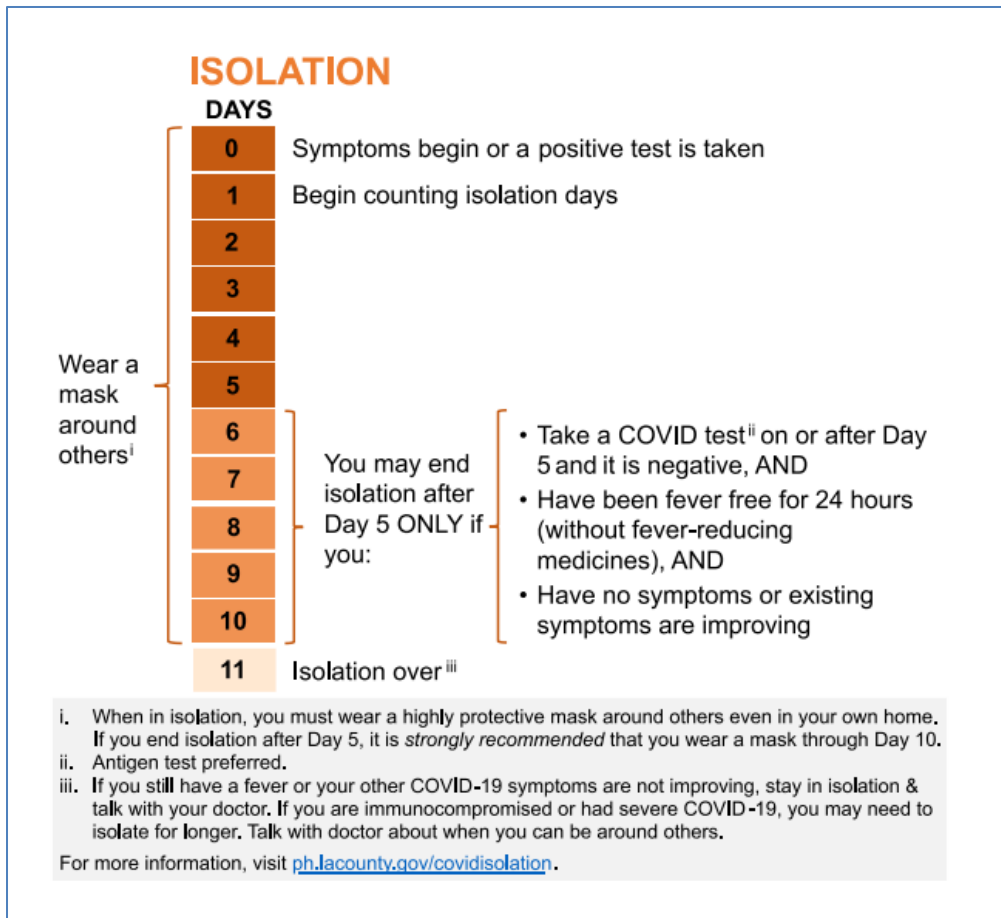 ISOLATION
DAYS
0 Symptoms begin or a positive test is taken
1 Begin counting isolation days
2
3
4
5
6
7
8
9
10
11 Isolation over iii
Wear a
mask
around
others i
You may end
isolation after
Day 5 ONLY if
you:
• Take a COVID test ii on or after Day
5 and it is negative, AND
• Have been fever free for 24 hours
(without fever-reducing
medicines), AND
• Have no symptoms or existing
symptoms are improving
i. When in isolation, you must wear a highly protective mask around others even in your own home.
If you end isolation after Day 5, it is strongly recommended that you wear a mask through Day 10.
ii. Antigen test preferred.
iii. If you still have a fever or your other COVID-19 symptoms are not improving, stay in isolation &
talk with your doctor. If you are immunocompromised or had severe COVID-19, you may need to
isolate for longer. Talk with doctor about when you can be around others.
For more information, visit ph.lacounty.gov/covidisolation.